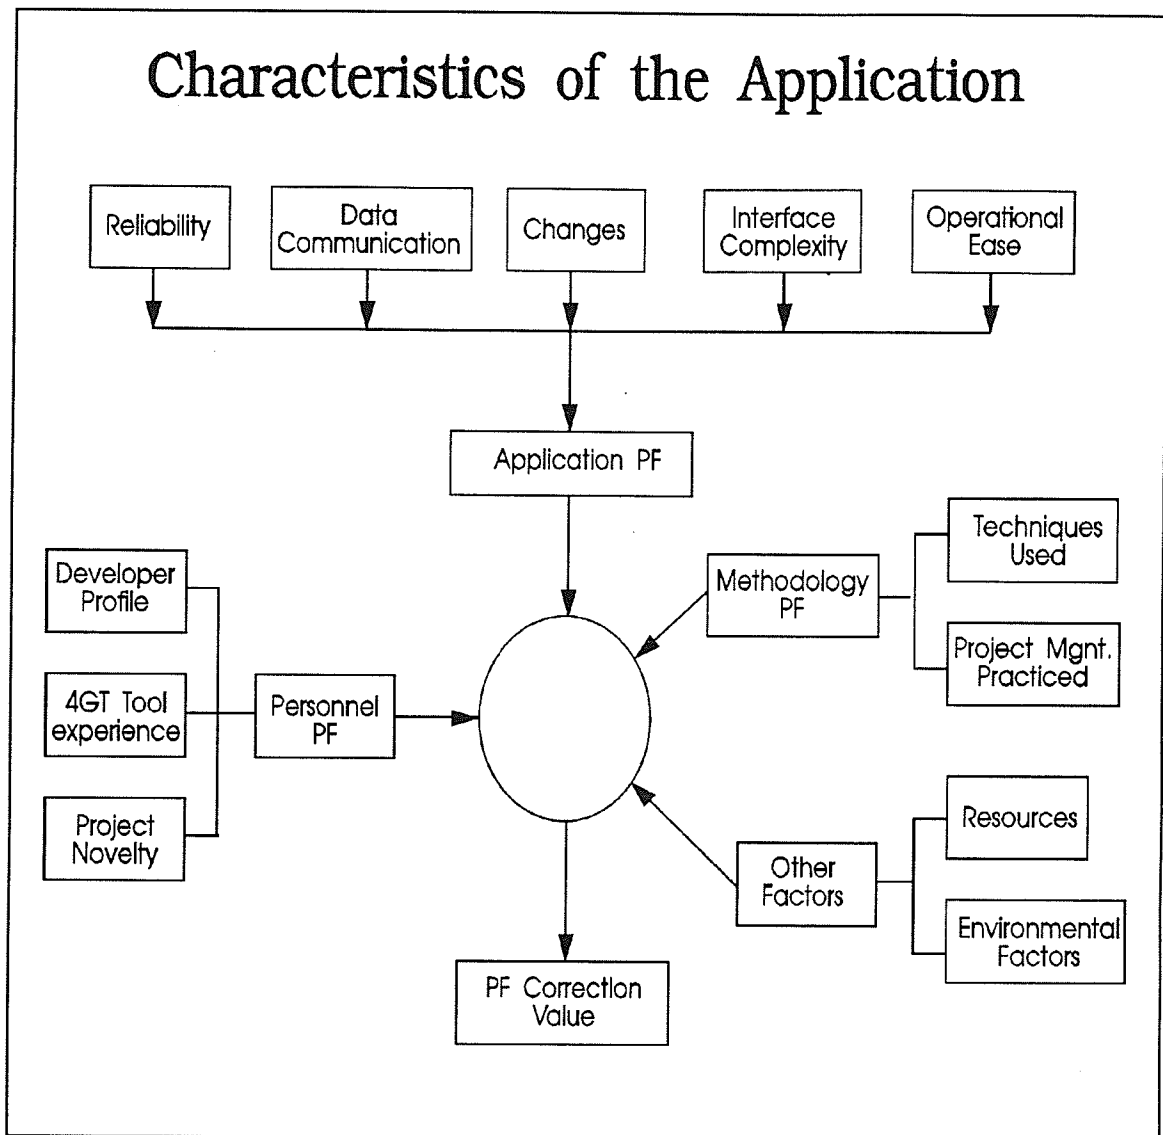 Characteristics of the Application
Reliability
Data
Communication
Changes
Interface
Complexity
Operational
Ease
Application PF
Developer
Profile
4GT Tool
experience
Project
Novelty
Personnel
PF
Methodology
PF
Techniques
Used
Project Mgnt.
Practiced
Other
Factors
Resources
Environmental
Factors
PF Correction
Value